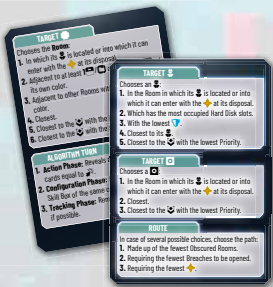 TARGET
Chooses the Room:
1. In which its is located or into which it can
enter with the at its disposal.
2. Adjacent to at least 1
its own color.
3. Adjacent to other Rooms wit
color.
4. Closest.
5. Closest to the with the
6. Closest to the with the
ALGORITHM TURN
1. Action Phase: Reveals
cards equal to
2. Configuration Phase:
Skill Box of the same c
3. Tracking Phase: Rem
if possible.
TARGET
Chooses an :
1. In the Room in which its is located or into
which it can enter with the at its disposal.
2. Which has the most occupied Hard Disk slots.
3. With the lowest .
4. Closest to its .
5. Closest to the with the lowest Priority.
TARGET
Chooses a :
1. In the Room in which its is located or into
which it can enter with the at its disposal.
2. Closest.
3. Closest to the with the lowest Priority.
ROUTE
In case of several possible choices, choose the path:
1. Made up of the fewest Obscured Rooms.
2. Requiring the fewest Breaches to be opened.
3. Requiring the fewest .